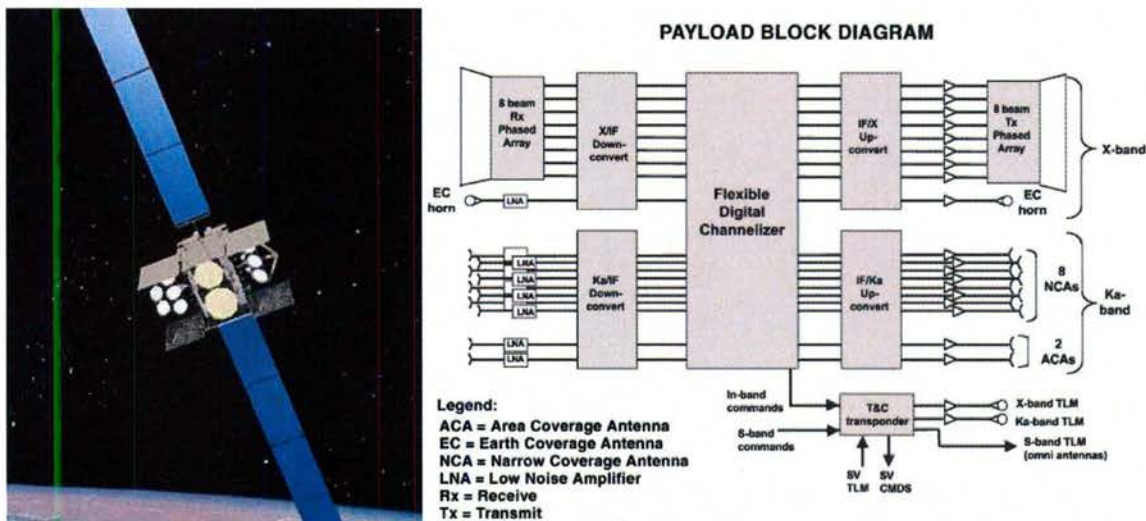 PAYLOAD BLOCK DIAGRAM
8 beam
Rx
Phased
Array
X/IF
Down-
convert
Flexible
Digital
Channelizer
IF/X
Up-
convert
8 beam
Tx
Phased
Array
X-band
EC
horn
LNA
EC
horn
LNA
LNA
LNA
LNA
Ka/IF
Down-
convert
IF/Ka
Up-
convert
8
NCAs
Ka-
band
LNA
LNA
2
ACAs
In-band
commands
S-band
commands
T&C
transponder
X-band TLM
Ka-band TLM
S-band TLM
(omni antennas)
SV
TLM
SV
CMDS
Legend:
ACA = Area Coverage Antenna
EC = Earth Coverage Antenna
NCA = Narrow Coverage Antenna
LNA = Low Noise Amplifier
Rx = Receive
Tx = Transmit